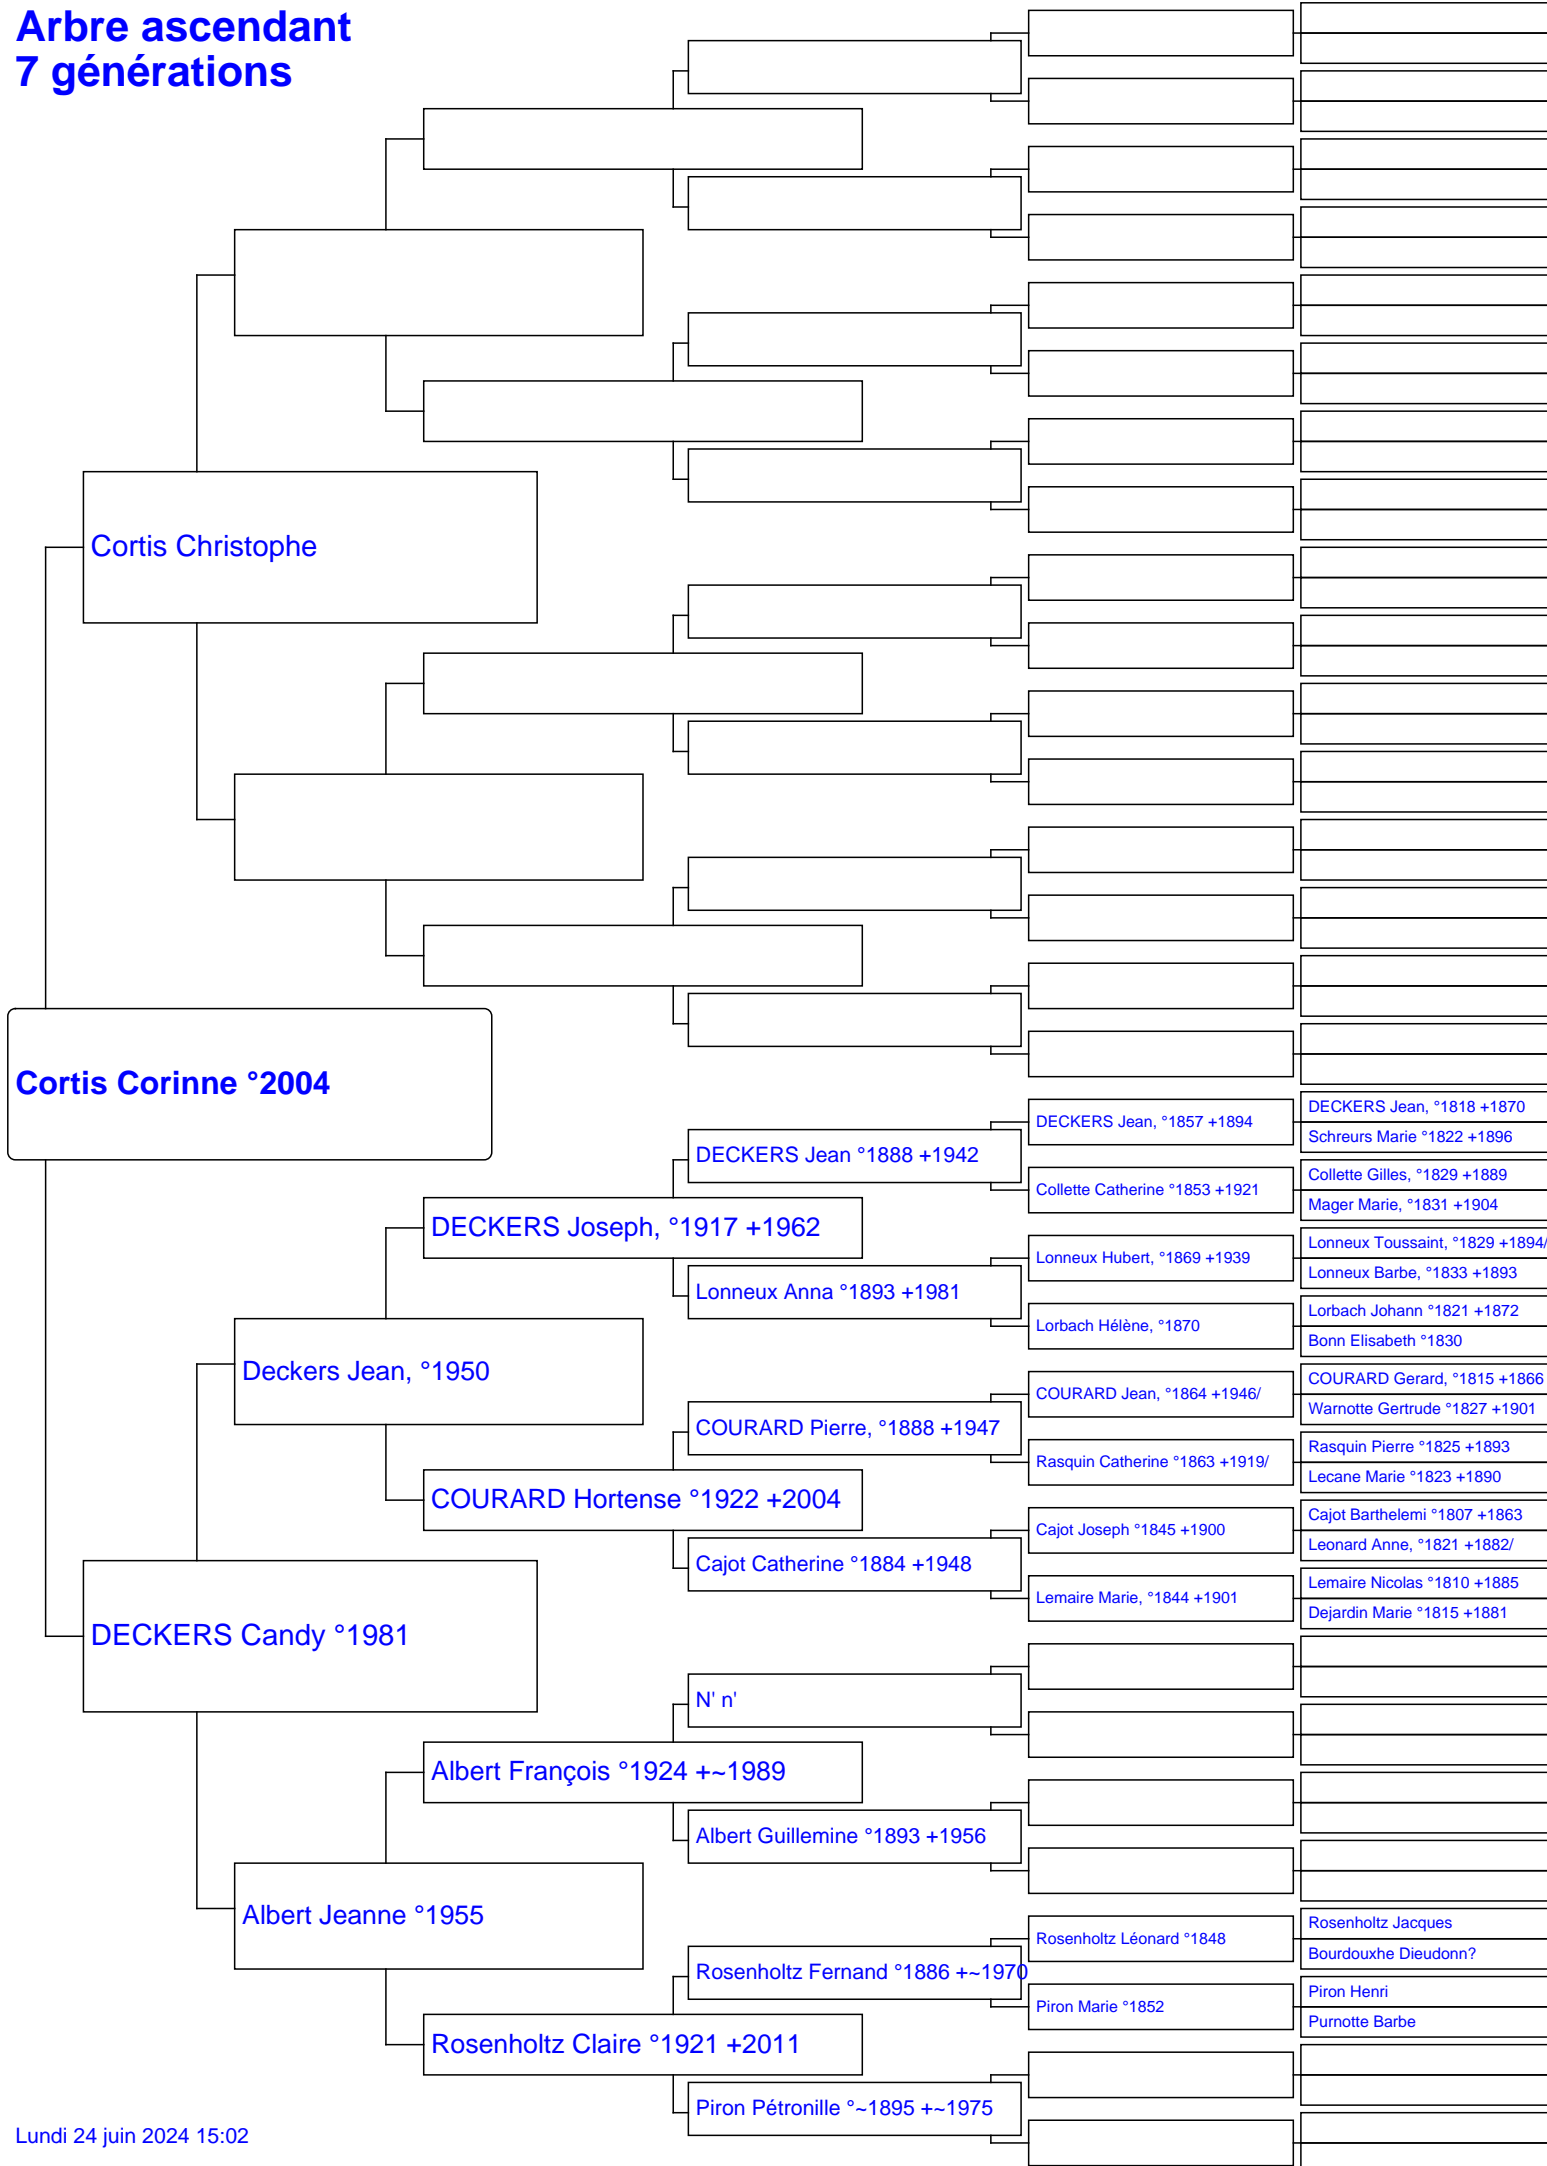 Arbre ascendant
7 générations
Cortis Christophe
Cortis Corinne °2004
DECKERS Jean, °1857 +1894
DECKERS Jean, °1818 +1870
Schreurs Marie °1822 +1896
DECKERS Jean °1888 +1942
Collette Catherine °1853 +1921
Collette Gilles, °1829 +1889
Mager Marie, °1831 +1904
DECKERS Joseph, °1917 +1962
Lonneux Hubert, °1869 +1939
Lonneux Toussaint, °1829 +1894/
Lonneux Barbe, °1833 +1893
Lonneux Anna °1893 +1981
Lorbach Hélène, °1870
Lorbach Johann °1821 +1872
Bonn Elisabeth °1830
Deckers Jean, °1950
COURARD Jean, °1864 +1946/
COURARD Gerard, °1815 +1866
Warnotte Gertrude °1827 +1901
COURARD Pierre, °1888 +1947
Rasquin Catherine °1863 +1919/
Rasquin Pierre °1825 +1893
Lecane Marie °1823 +1890
COURARD Hortense °1922 +2004
Cajot Joseph °1845 +1900
Cajot Barthelemi °1807 +1863
Leonard Anne, °1821 +1882/
Cajot Catherine °1884 +1948
Lemaire Marie, °1844 +1901
Lemaire Nicolas °1810 +1885
Dejardin Marie °1815 +1881
DECKERS Candy °1981
N' n'
Albert François °1924 +~1989
Albert Guillemine °1893 +1956
Albert Jeanne °1955
Rosenholtz Léonard °1848
Rosenholtz Jacques
Bourdouxhe Dieudonn?
Rosenholtz Fernand °1886 +~1970
Piron Marie °1852
Piron Henri
Purnotte Barbe
Rosenholtz Claire °1921 +2011
Piron Pétronille °~1895 +~1975
Lundi 24 juin 2024 15:02